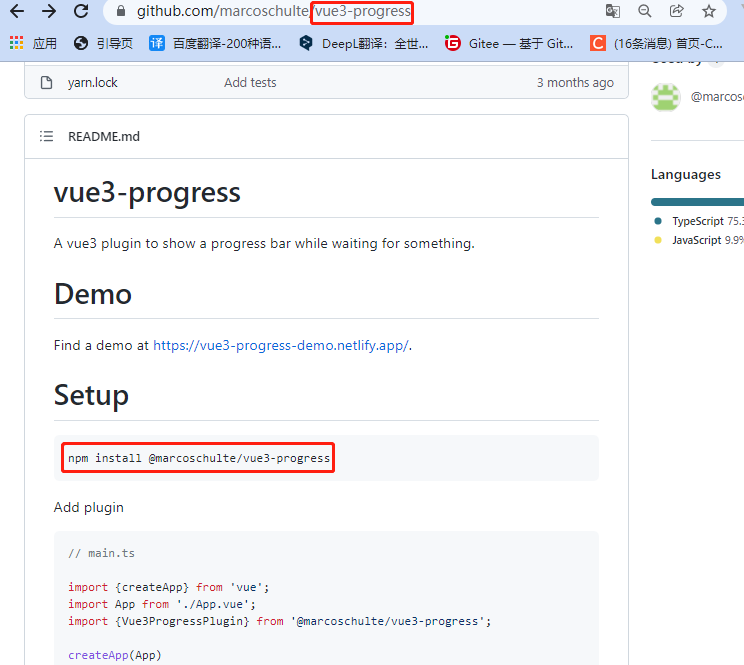 github.com/marcoschulte/vue3-progress
应用 引导页 百度翻译-200种语... DeepL翻译：全世... Gitee — 基于 Git... (16条消息) 首页-C...
yarn.lock Add tests 3 months ago
@marcosc
README.md
Languages
vue3-progress
TypeScript 75.3
A vue3 plugin to show a progress bar while waiting for something.
JavaScript 9.9%
Demo
Find a demo at https://vue3-progress-demo.netlify.app/.
Setup
npm install @marcoschulte/vue3-progress
Add plugin
// main.ts
import {createApp} from 'vue';
import App from './App.vue';
import {Vue3ProgressPlugin} from '@marcoschulte/vue3-progress';
createApp(App)